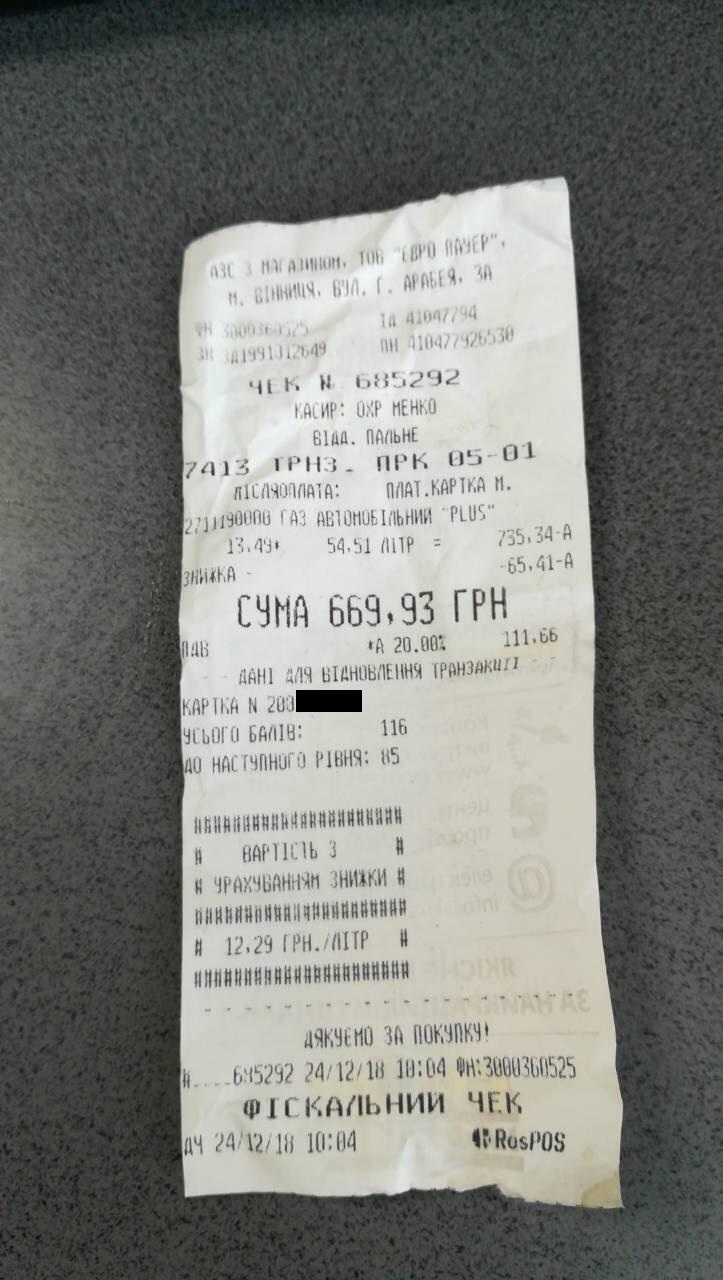 АЗС З МАГАЗИНОМ, ТОВ "ЄВРО ПАУЕР",
М. ВІННИЦЯ, ВУЛ. Г. АРАБЕЯ, 3А
ФН 3000360525 ІД 41047794
ЗН ЗД1991012649 ПН 410477926530
ЧЕК № 685292
КАСИР: ОХР МЕНКО
ВІДД. ПАЛЬНЕ
7413 ТРНЗ. ПРК 05-01
ПІСЛЯОПЛАТА: ПЛАТ.КАРТКА М.
2711190000 ГАЗ АВТОМОБІЛЬНИЙ "PLUS"
13,49* 54,51 ЛІТР = 735,34-А
ЗНИЖКА - -65,41-А
СУМА 669,93 ГРН
ПДВ *А 20.00% 111,66
- - ДАНІ ДЛЯ ВІДНОВЛЕННЯ ТРАНЗАКЦІЇ - -
КАРТКА N 200
УСЬОГО БАЛІВ: 116
ДО НАСТУПНОГО РІВНЯ: 85
######################
# ВАРТІСТЬ З #
# УРАХУВАННЯМ ЗНИЖКИ #
######################
# 12,29 ГРН./ЛІТР #
######################
ДЯКУЄМО ЗА ПОКУПКУ!
#....685292 24/12/18 10:04 ФН:3000360525
ФІСКАЛЬНИЙ ЧЕК
ДЧ 24/12/18 10:04 RosPOS